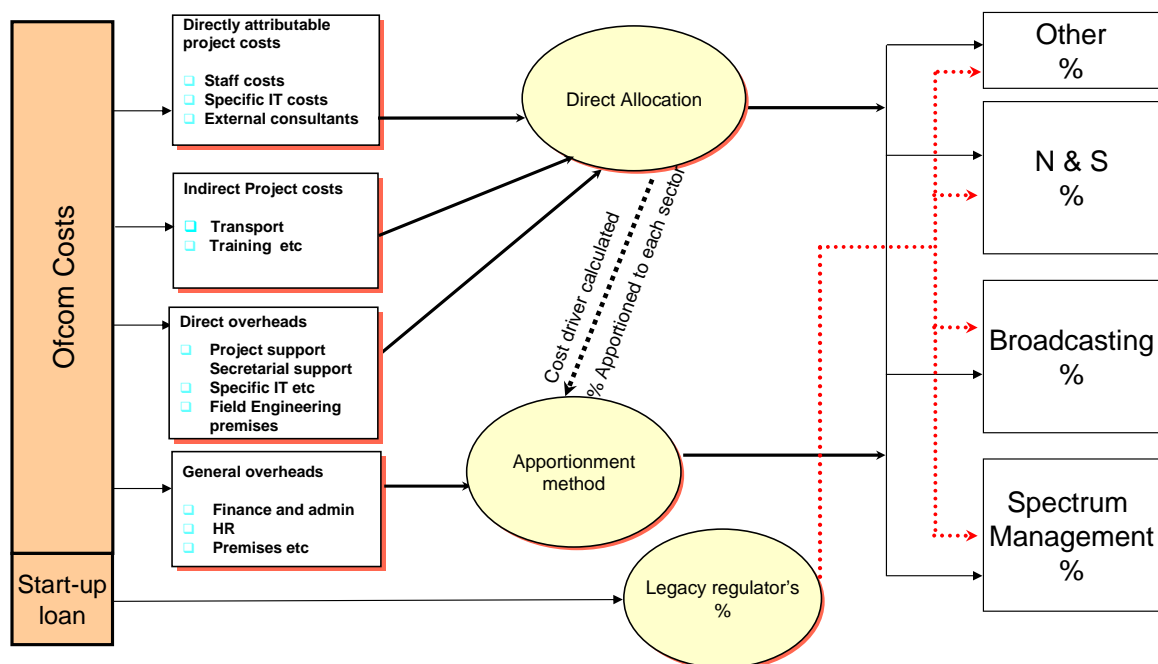 Ofcom Costs
Start-up
loan
Directly attributable
project costs
Staff costs
Specific IT costs
External consultants
Indirect Project costs
Transport
Training etc
Direct overheads
Project support
Secretarial support
Specific IT etc
Field Engineering
premises
General overheads
Finance and admin
HR
Premises etc
Direct Allocation
Cost driver calculated
% Apportioned to each sector
Apportionment
method
Legacy regulator's
%
Other
%
N & S
%
Broadcasting
%
Spectrum
Management
%